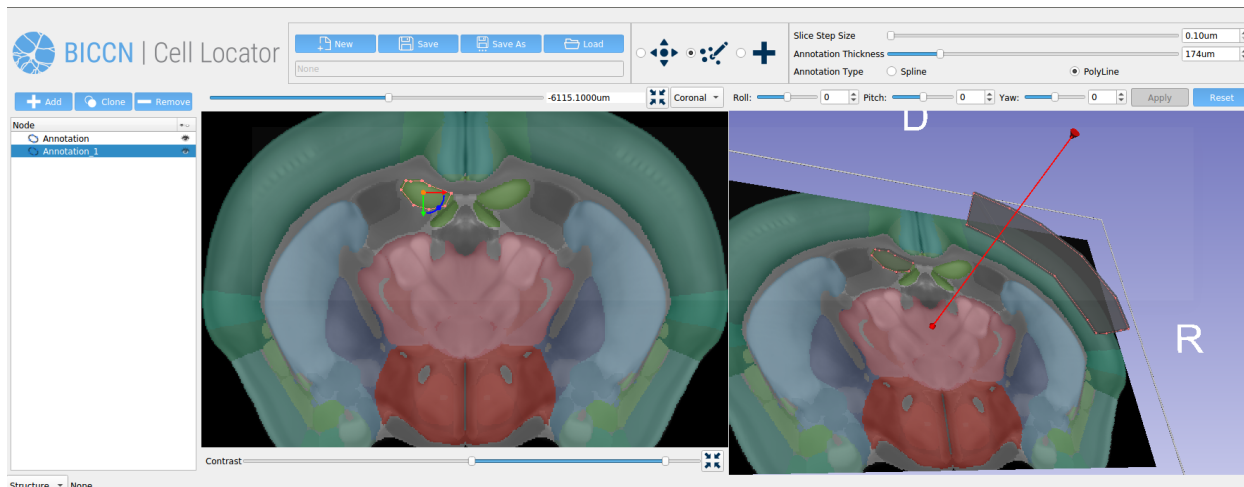 BICCN | Cell Locator
New
Save
Save As
Load
None
Slice Step Size
0.10um
Annotation Thickness
174um
Annotation Type
Spline
PolyLine
Add
Clone
Remove
-6115.1000um
Coronal
Roll:
0
Pitch:
0
Yaw:
0
Apply
Reset
Node
Annotation
Annotation_1
D
R
Contrast
Structure
None